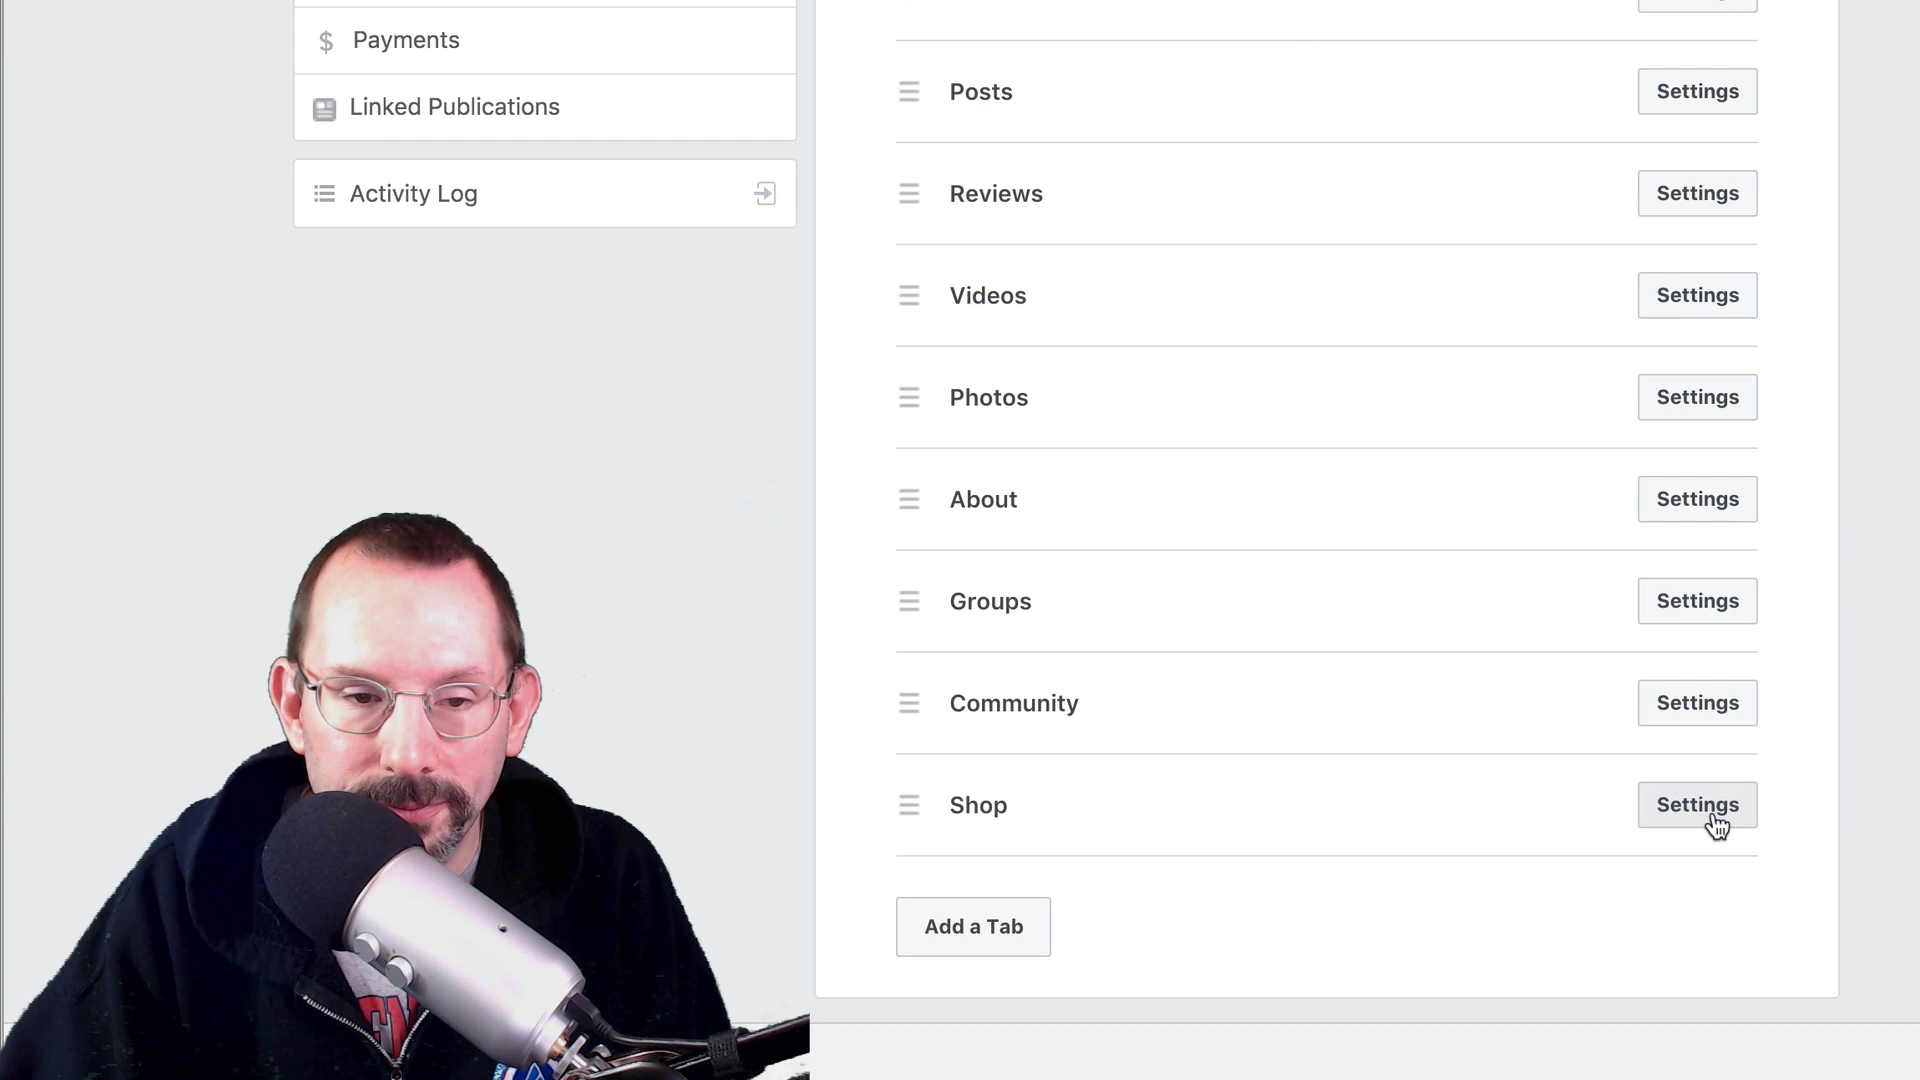 Payments
Linked Publications
Activity Log
Posts
Settings
Reviews
Settings
Videos
Settings
Photos
Settings
About
Settings
Groups
Settings
Community
Settings
Shop
Settings
Add a Tab